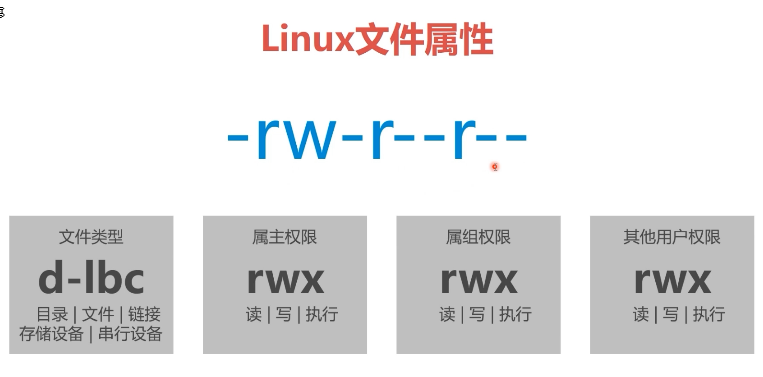 Linux文件属性
-rw-r--r--
文件类型
d-lbc
目录 | 文件 | 链接
存储设备 | 串行设备
属主权限
rwx
读 | 写 | 执行
属组权限
rwx
读 | 写 | 执行
其他用户权限
rwx
读 | 写 | 执行